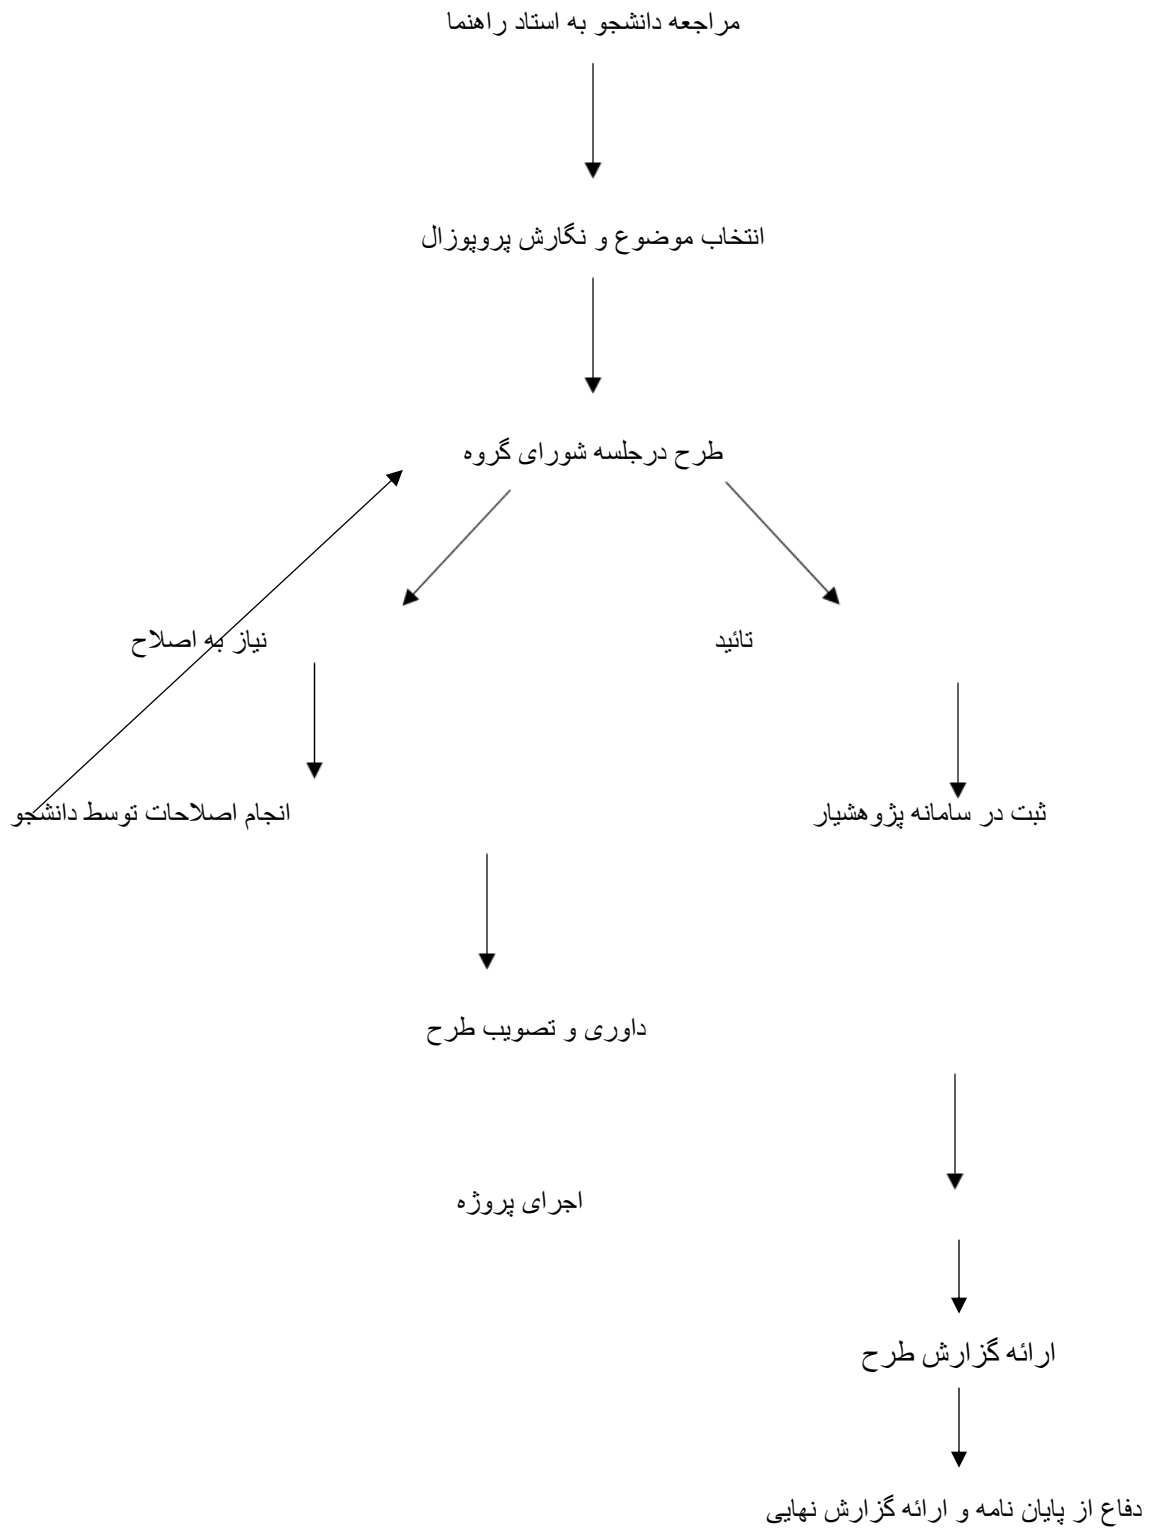 مراجعه دانشجو به استاد راهنما
انتخاب موضوع و نگارش پروپوزال
طرح درجلسه شورای گروه
تائید
نیاز به اصلاح
ثبت در سامانه پژوهشیار
انجام اصلاحات توسط دانشجو
داوری و تصویب طرح
اجرای پروژه
ارائه گزارش طرح
دفاع از پایان نامه و ارائه گزارش نهایی